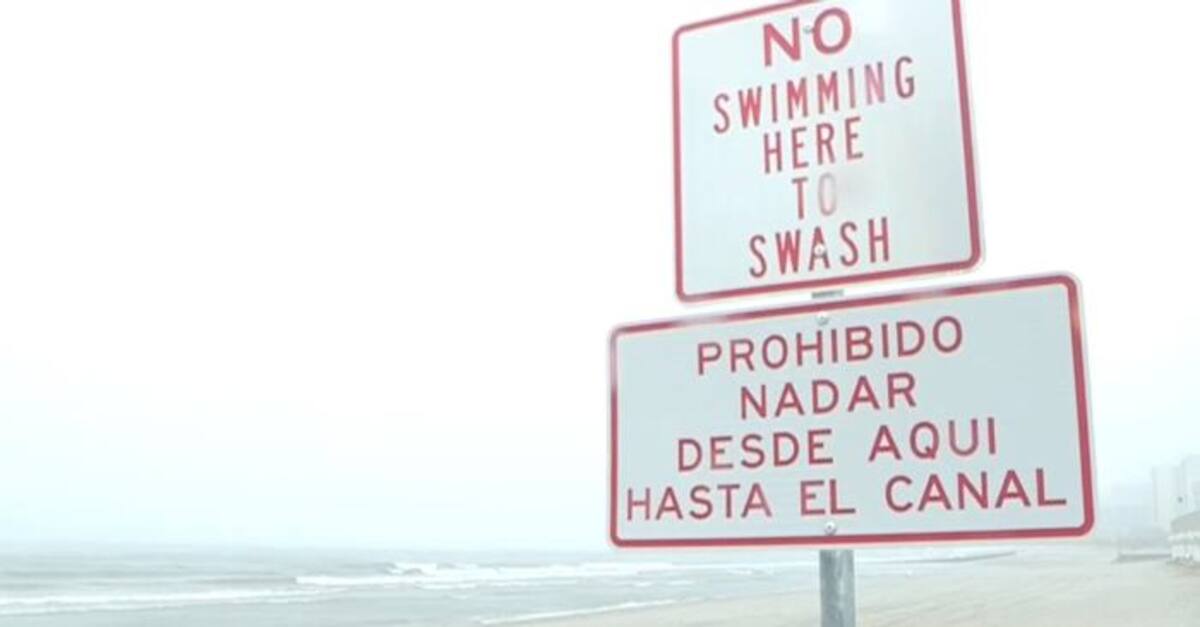 NO
SWIMMING
HERE
TO
SWASH
PROHIBIDO
NADAR
DESDE AQUI
HASTA EL CANAL